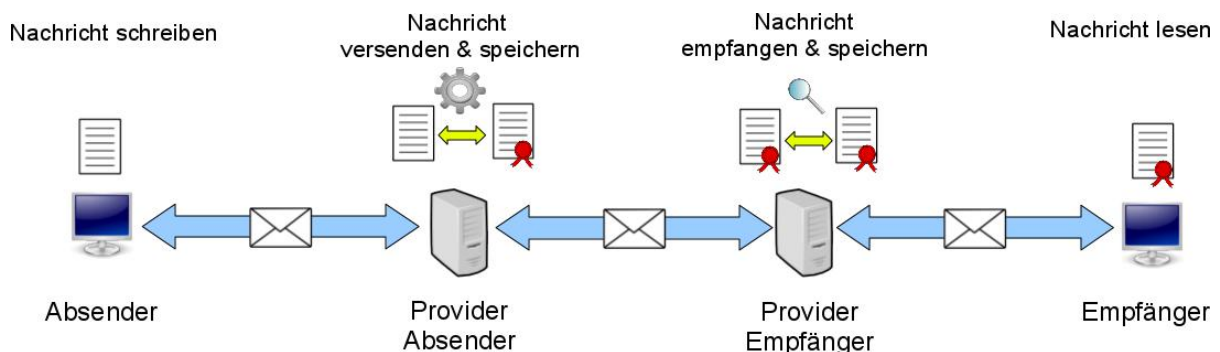 Nachricht schreiben
Nachricht
versenden & speichern
Nachricht
empfangen & speichern
Nachricht lesen
Absender
Provider
Absender
Provider
Empfänger
Empfänger